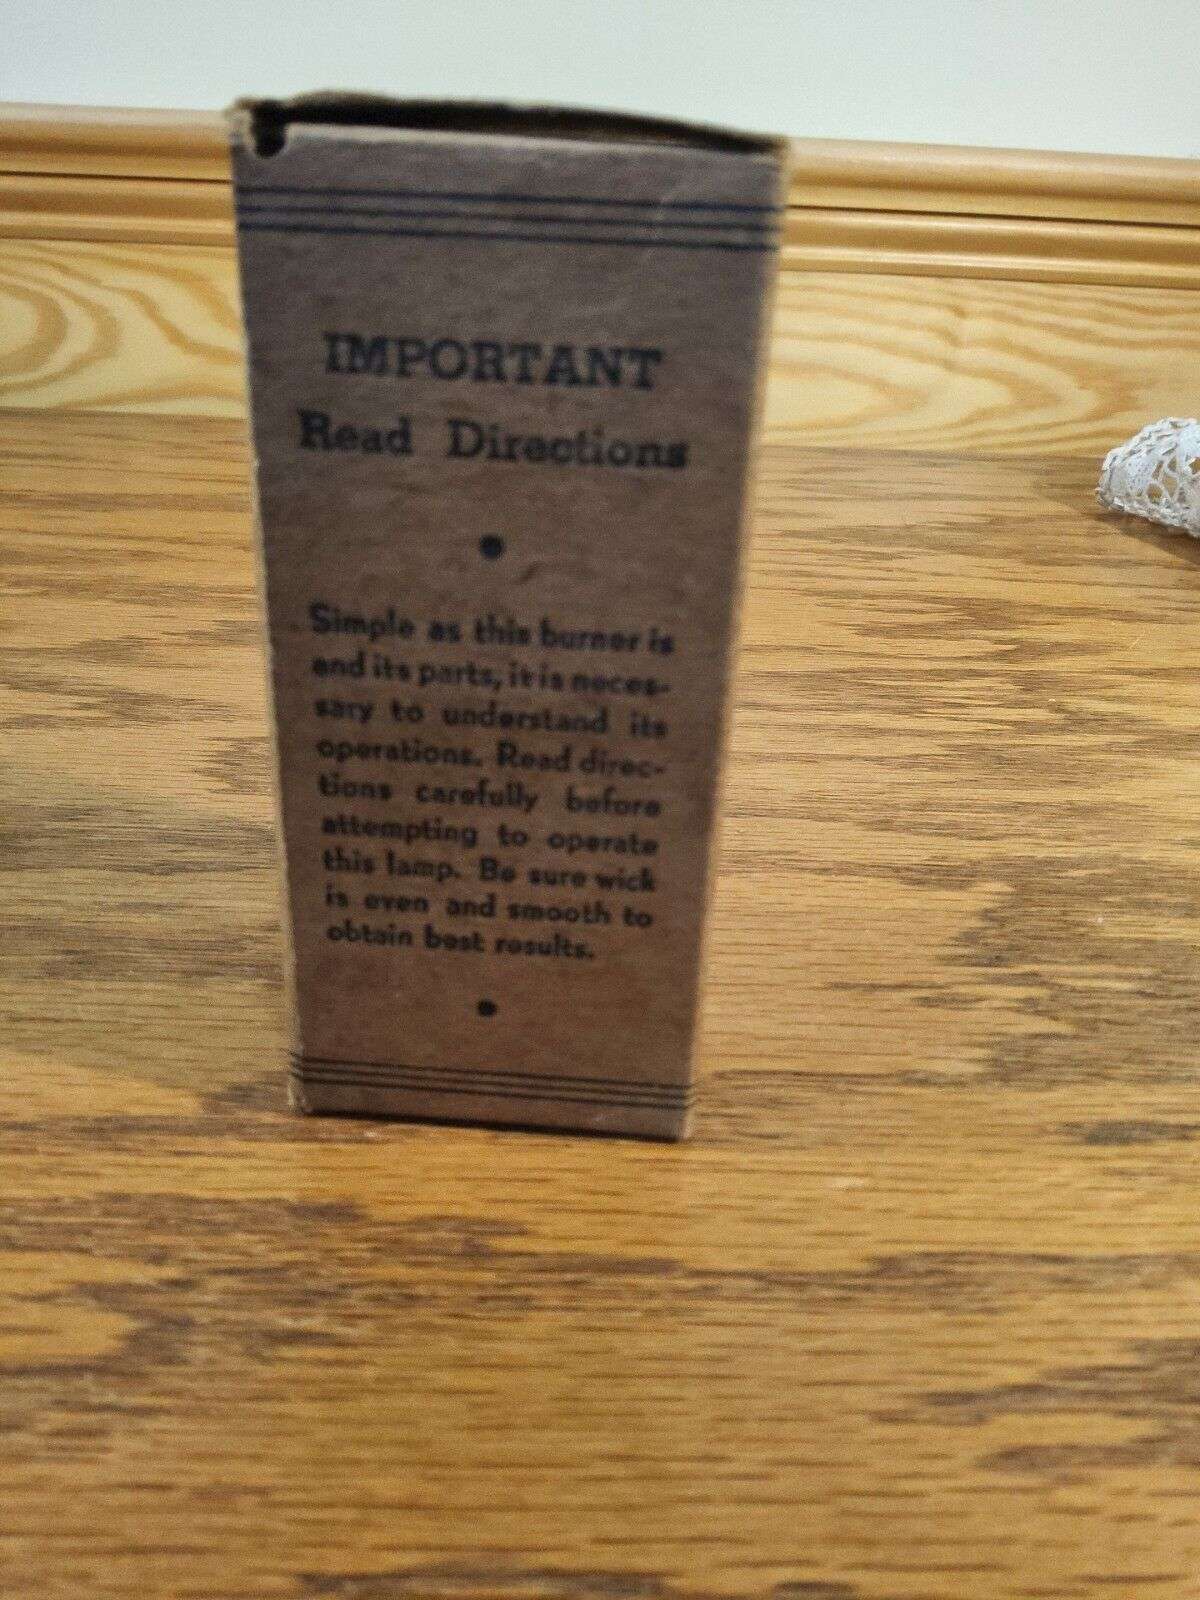 IMPORTANT
Read Directions
Simple as this burner is
and its parts, it is neces-
sary to understand its
operations. Read direc-
tions carefully before
attempting to operate
this lamp. Be sure wick
is even and smooth to
obtain best results.